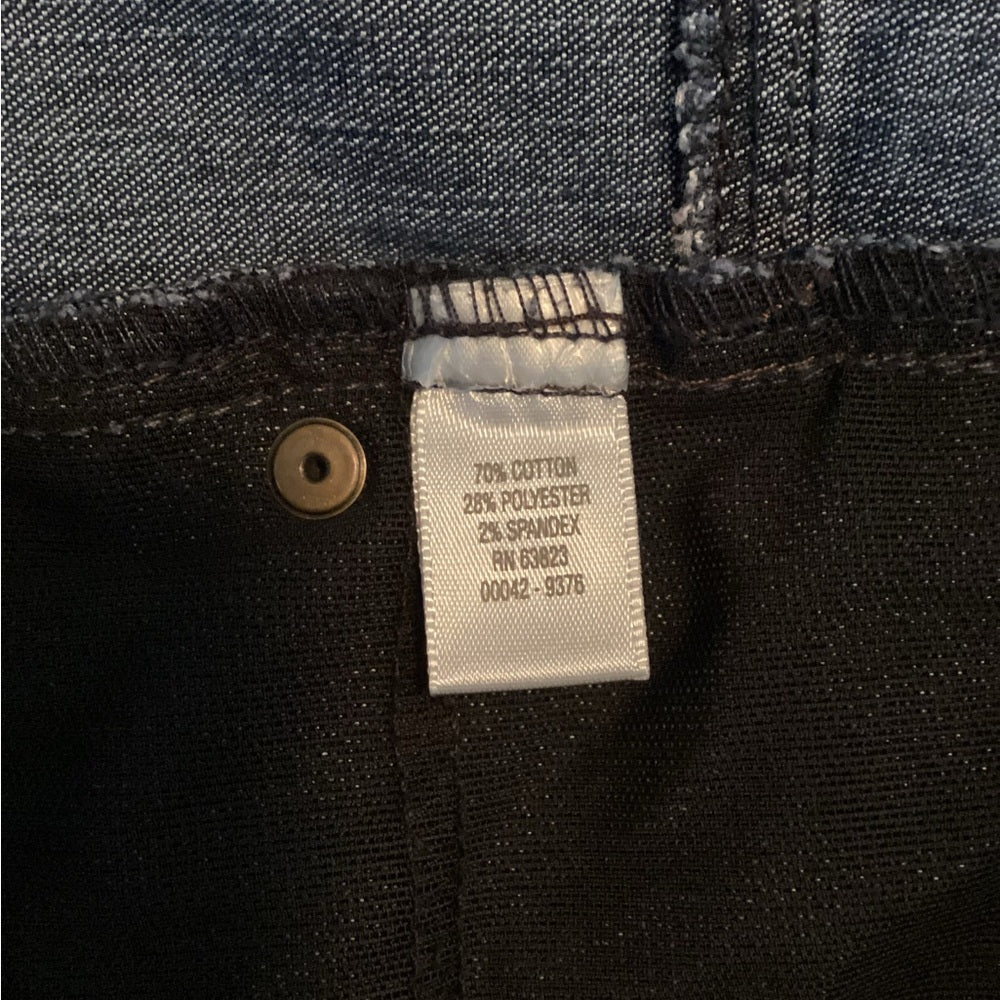 70% COTTON
28% POLYESTER
2% SPANDEX
RN 63823
00042 - 9376